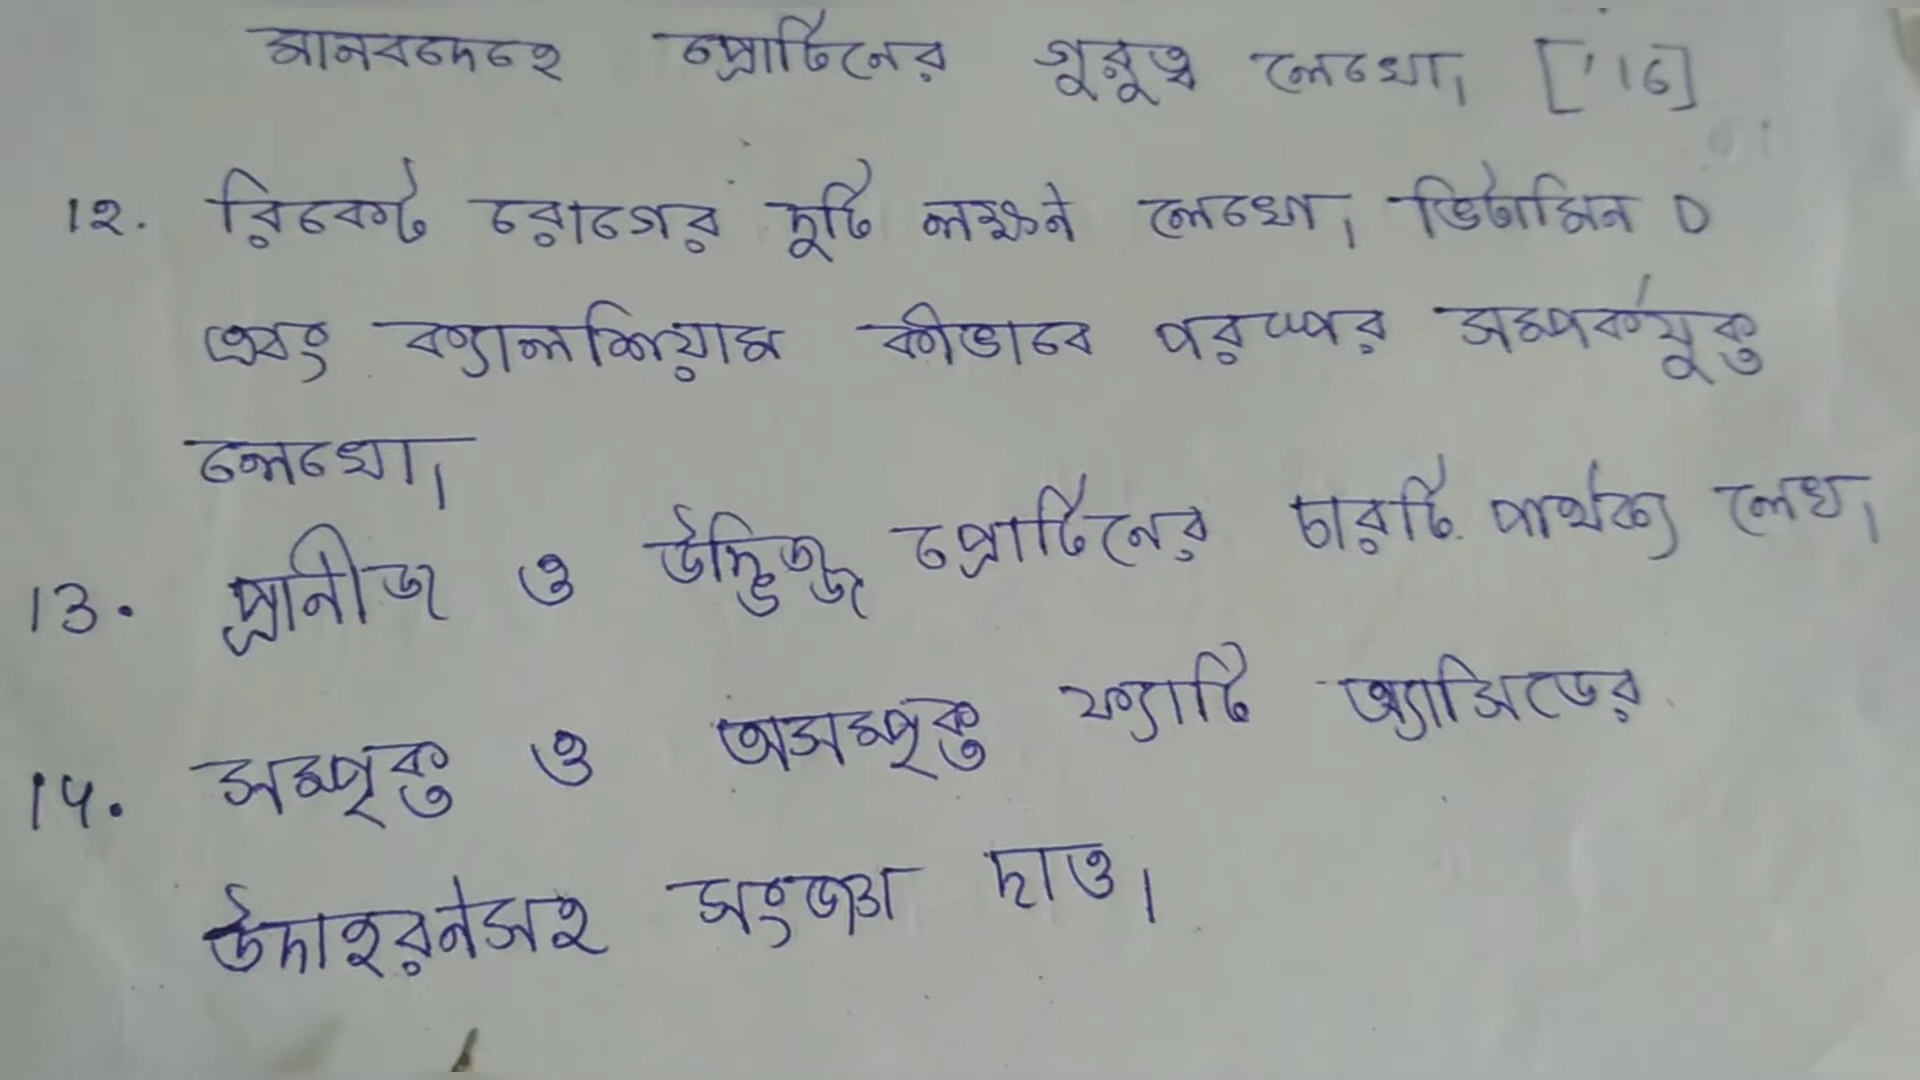 মানবদেহে প্রোটিনের গুরুত্ব লেখো। ['16]
12. রিকেট রোগের দুটি লক্ষণ লেখো। ভিটামিন D
এবং ক্যালশিয়াম কীভাবে পরস্পর সম্পর্কযুক্ত
লেখো।
13. প্রানীজ ও উদ্ভিজ্জ প্রোটিনের চারটি পার্থক্য লেখ।
14. সম্পৃক্ত ও অসম্পৃক্ত ফ্যাটি অ্যাসিডের
উদাহরণসহ সংজ্ঞা দাও।